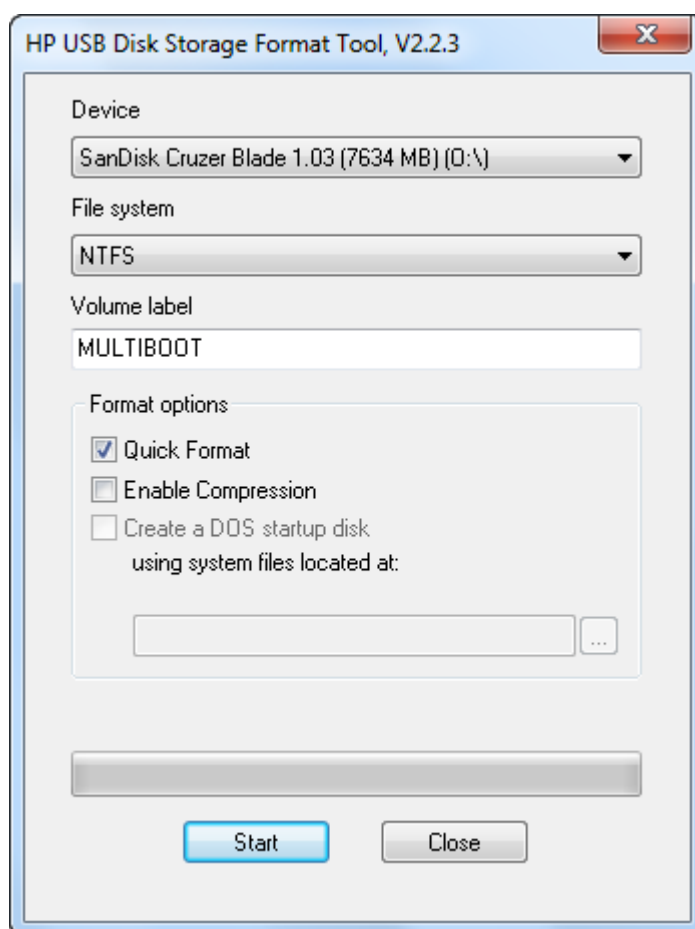 HP USB Disk Storage Format Tool, V2.2.3
Device
SanDisk Cruzer Blade 1.03 (7634 MB) (O:\)
File system
NTFS
Volume label
MULTIBOOT
Format options
Quick Format
Enable Compression
Create a DOS startup disk
using system files located at:
...
Start
Close